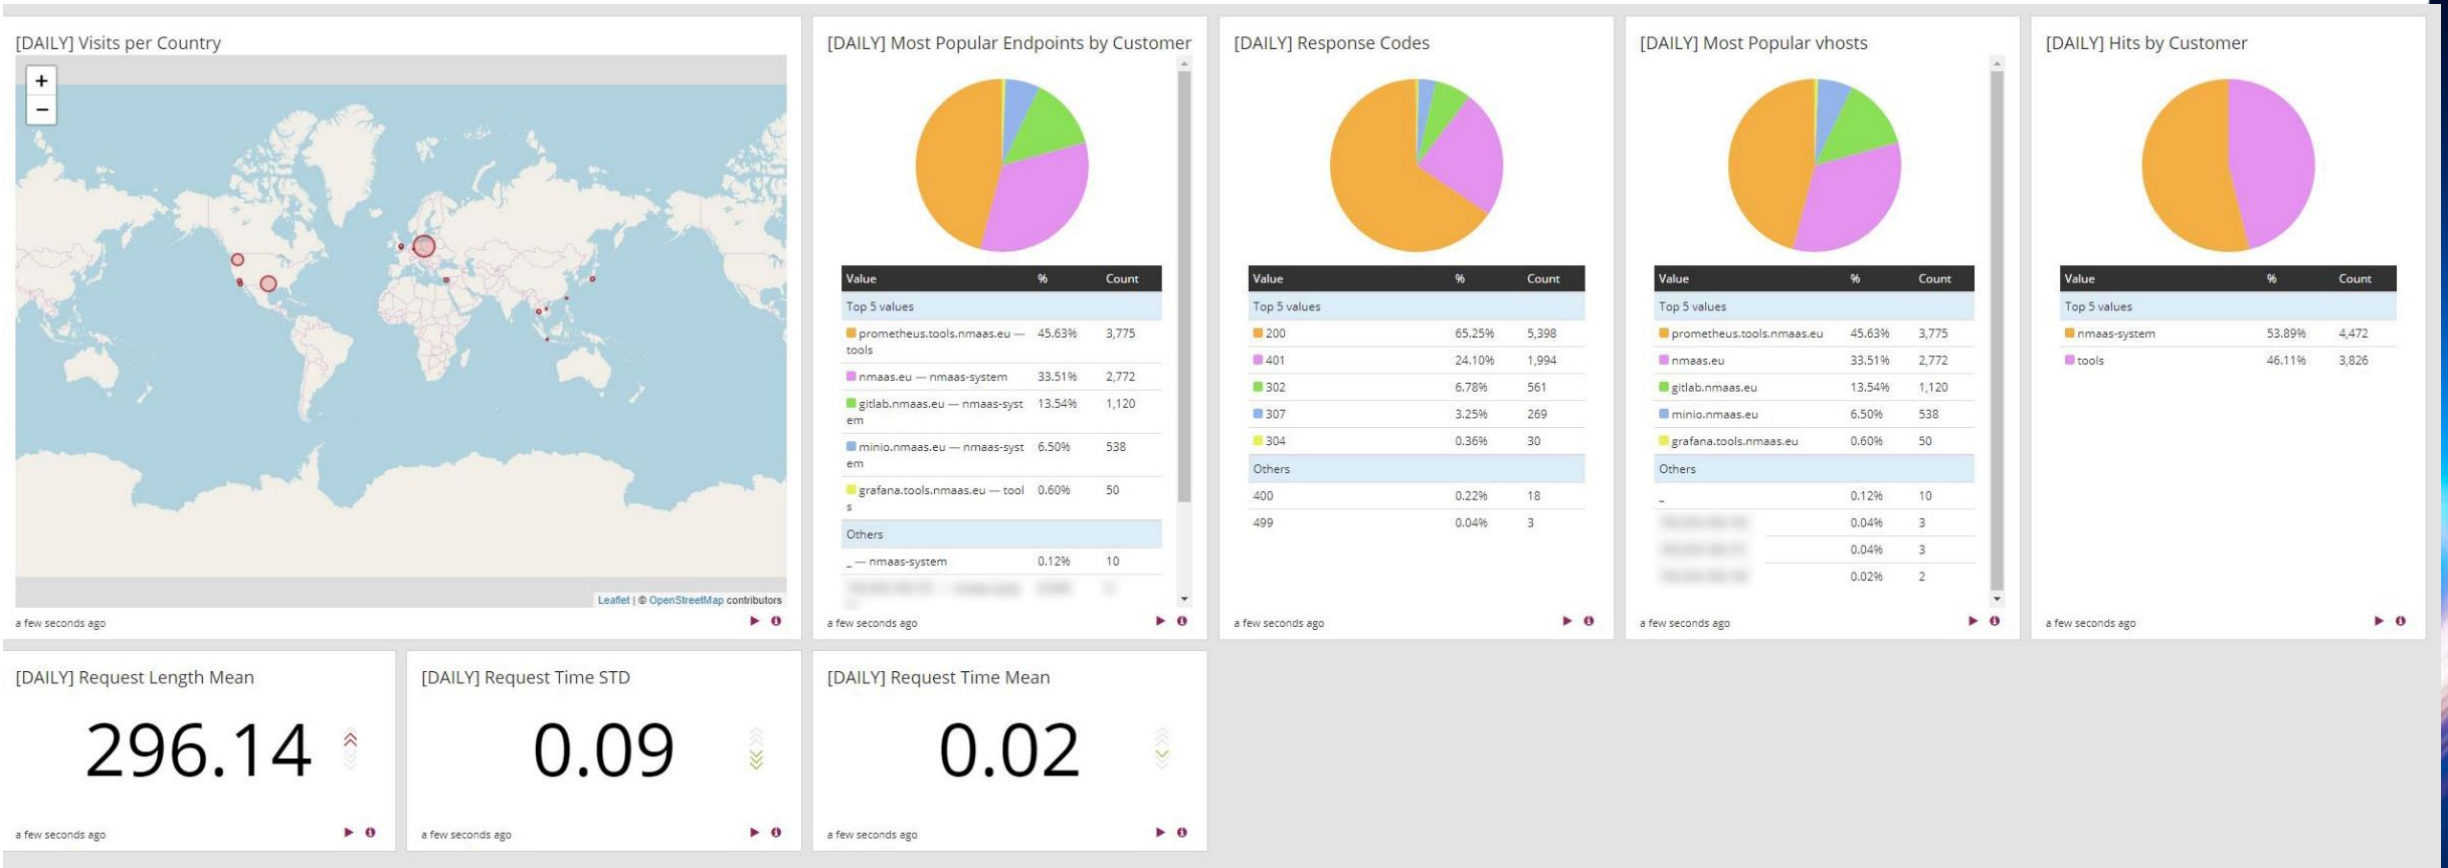 [DAILY] Visits per Country
+
−
Leaflet | © OpenStreetMap contributors
a few seconds ago
[DAILY] Most Popular Endpoints by Customer
Value % Count
Top 5 values
prometheus.tools.nmaas.eu — 45.63% 3,775
tools
nmaas.eu — nmaas-system 33.51% 2,772
gitlab.nmaas.eu — nmaas-syst 13.54% 1,120
em
minio.nmaas.eu — nmaas-syst 6.50% 538
em
grafana.tools.nmaas.eu — tool 0.60% 50
s
Others
_ — nmaas-system 0.12% 10
a few seconds ago
[DAILY] Response Codes
Value % Count
Top 5 values
200 65.25% 5,398
401 24.10% 1,994
302 6.78% 561
307 3.25% 269
304 0.36% 30
Others
400 0.22% 18
499 0.04% 3
a few seconds ago
[DAILY] Most Popular vhosts
Value % Count
Top 5 values
prometheus.tools.nmaas.eu 45.63% 3,775
nmaas.eu 33.51% 2,772
gitlab.nmaas.eu 13.54% 1,120
minio.nmaas.eu 6.50% 538
grafana.tools.nmaas.eu 0.60% 50
Others
_ 0.12% 10
0.04% 3
0.04% 3
0.02% 2
a few seconds ago
[DAILY] Hits by Customer
Value % Count
Top 5 values
nmaas-system 53.89% 4,472
tools 46.11% 3,826
a few seconds ago
[DAILY] Request Length Mean
296.14
a few seconds ago
[DAILY] Request Time STD
0.09
a few seconds ago
[DAILY] Request Time Mean
0.02
a few seconds ago